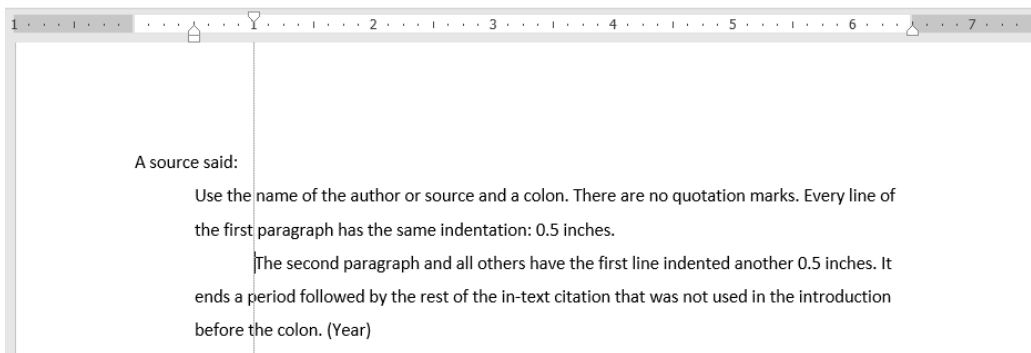 1 1 2 3 4 5 6 7
A source said:
Use the name of the author or source and a colon. There are no quotation marks. Every line of
the first paragraph has the same indentation: 0.5 inches.
The second paragraph and all others have the first line indented another 0.5 inches. It
ends a period followed by the rest of the in-text citation that was not used in the introduction
before the colon. (Year)